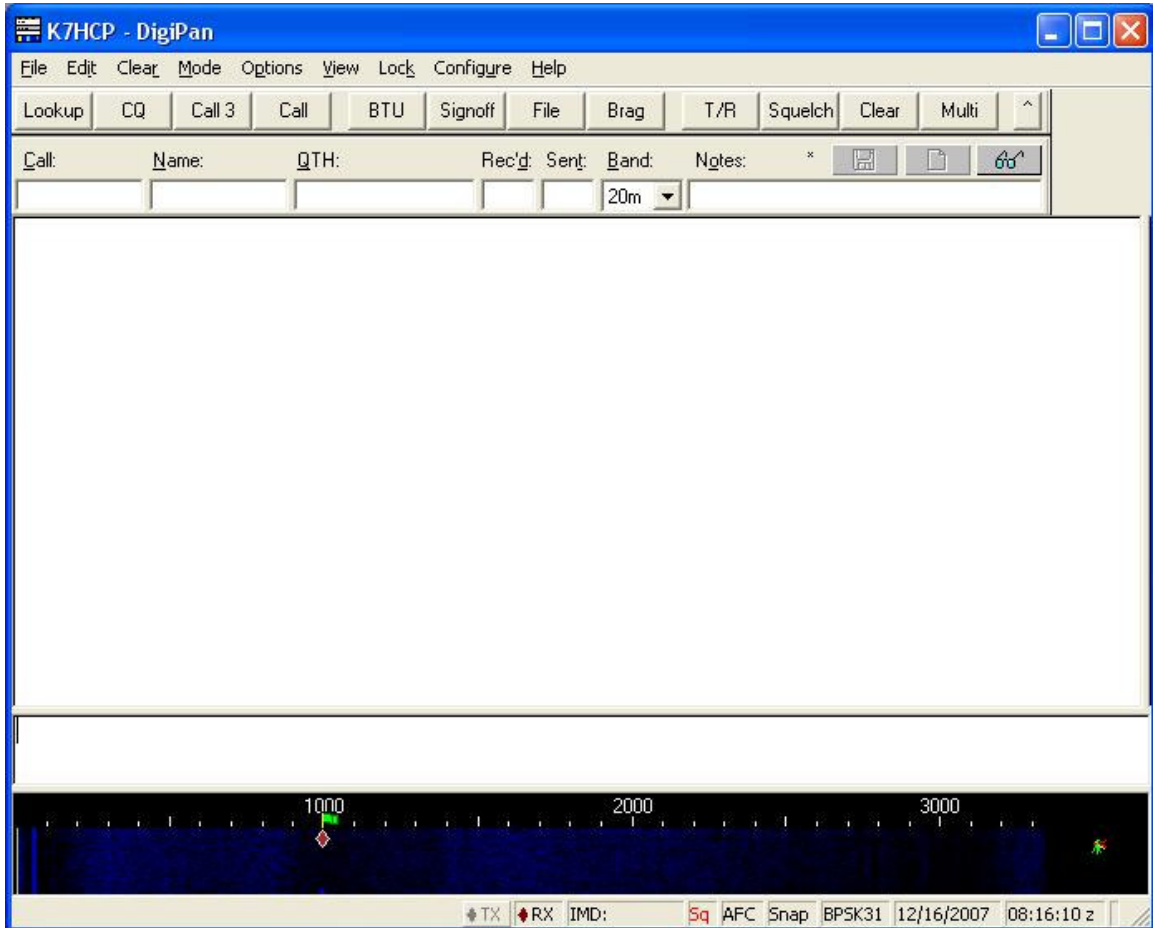 K7HCP - DigiPan
File Edit Clear Mode Options View Lock Configure Help
Lookup CQ Call 3 Call BTU Signoff File Brag T/R Squelch Clear Multi ^
Call: Name: QTH: Rec'd: Sent: Band: Notes: *
20m
1000 2000 3000
TX RX IMD: Sq AFC Snap BPSK31 12/16/2007 08:16:10 z